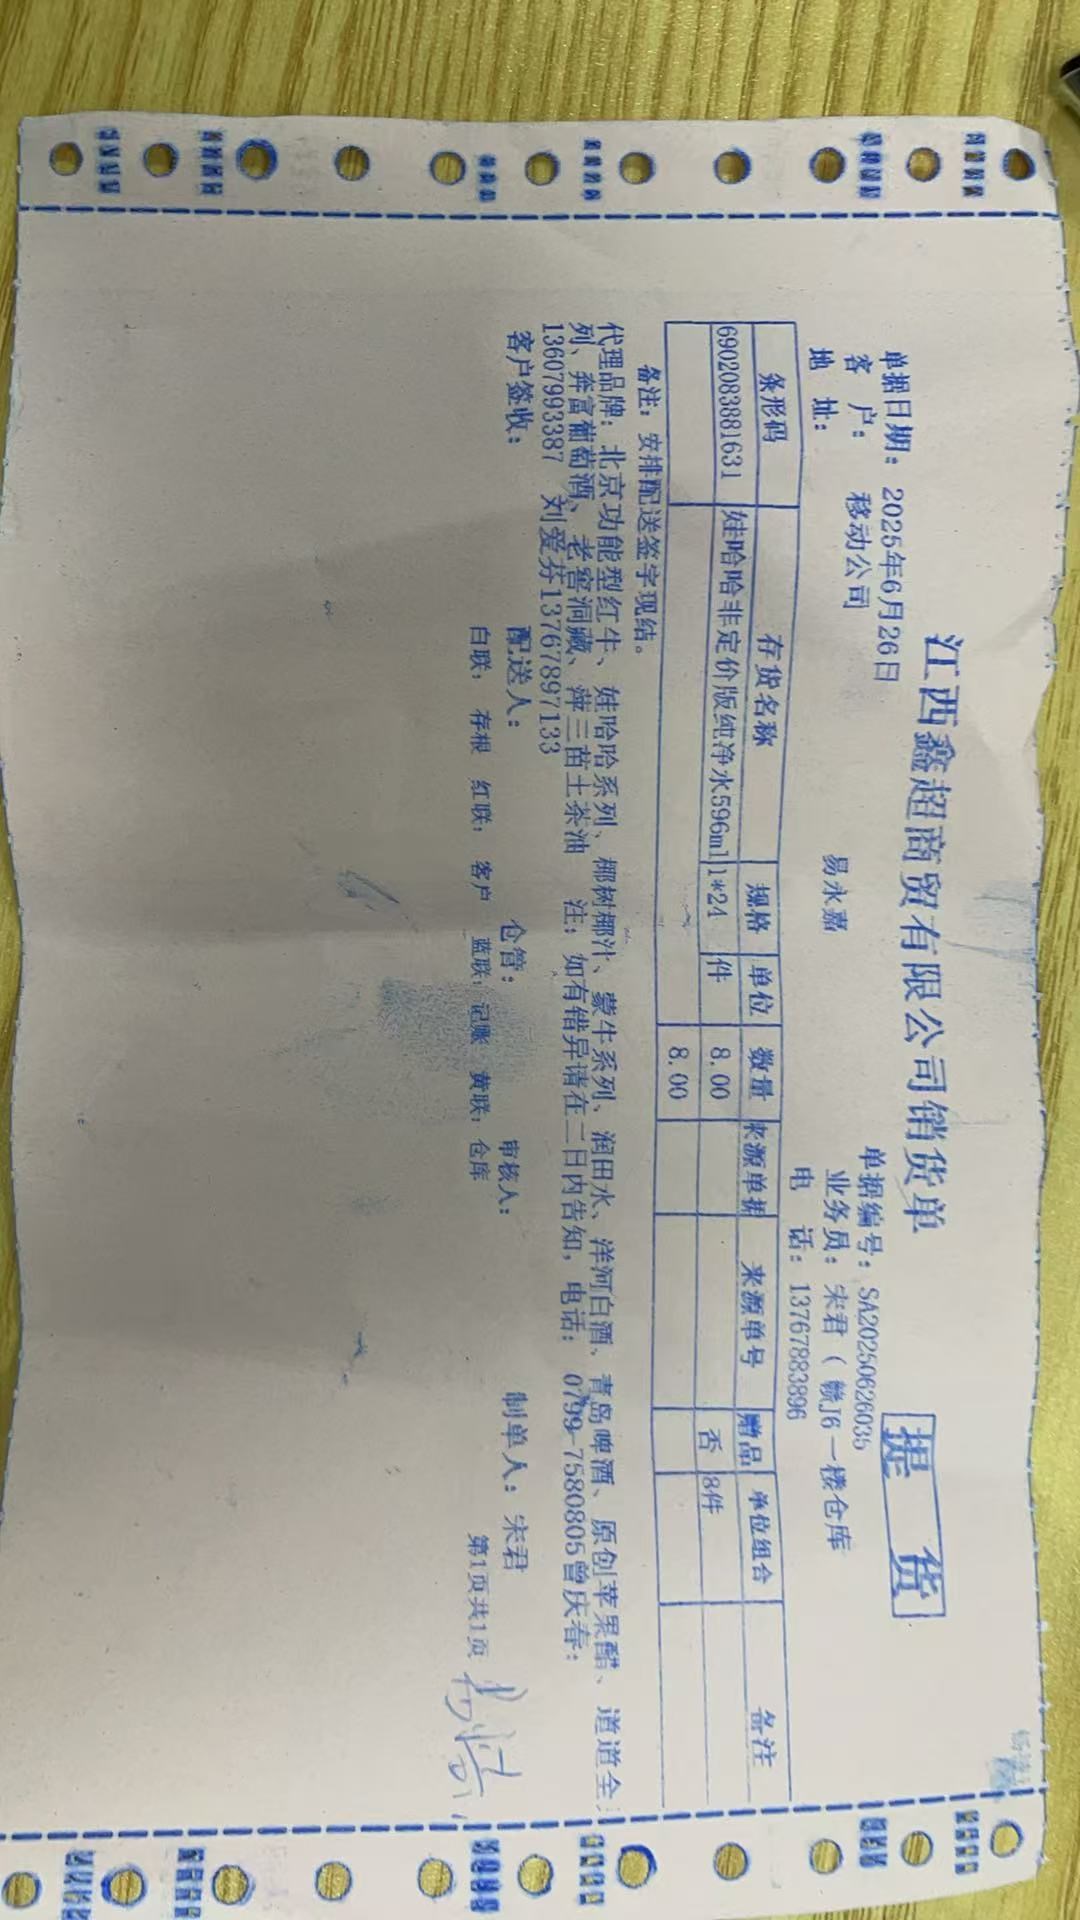 江西鑫超商贸有限公司销货单
提 货
单据日期：2025年6月26日 单据编号：SA20250626035
客 户：移动公司 易永嘉 业务员：宋君（赣J6一楼仓库
地 址： 电 话：13767883896
条形码 存货名称 规格 单位 数量 来源单据 来源单号 赠品 单位组合 备注
6902083881631 娃哈哈非定价版纯净水596ml 1*24 件 8.00 否 8件
8.00
备注：安排配送签字现结。
代理品牌：北京功能型红牛、娃哈哈系列、椰树椰汁、蒙牛系列、润田水、洋河白酒、青岛啤酒、原创苹果醋、道道全
列、奔富葡萄酒、老窖洞藏、萍三苗土茶油 注：如有错异请在二日内告知，电话：0799-7580805曾庆春：
13607993387 刘爱芬13767897133
客户签收： 配送人： 仓管： 审核人： 制单人：宋君
白联：存根 红联：客户 蓝联：记账 黄联：仓库 第1页共1页